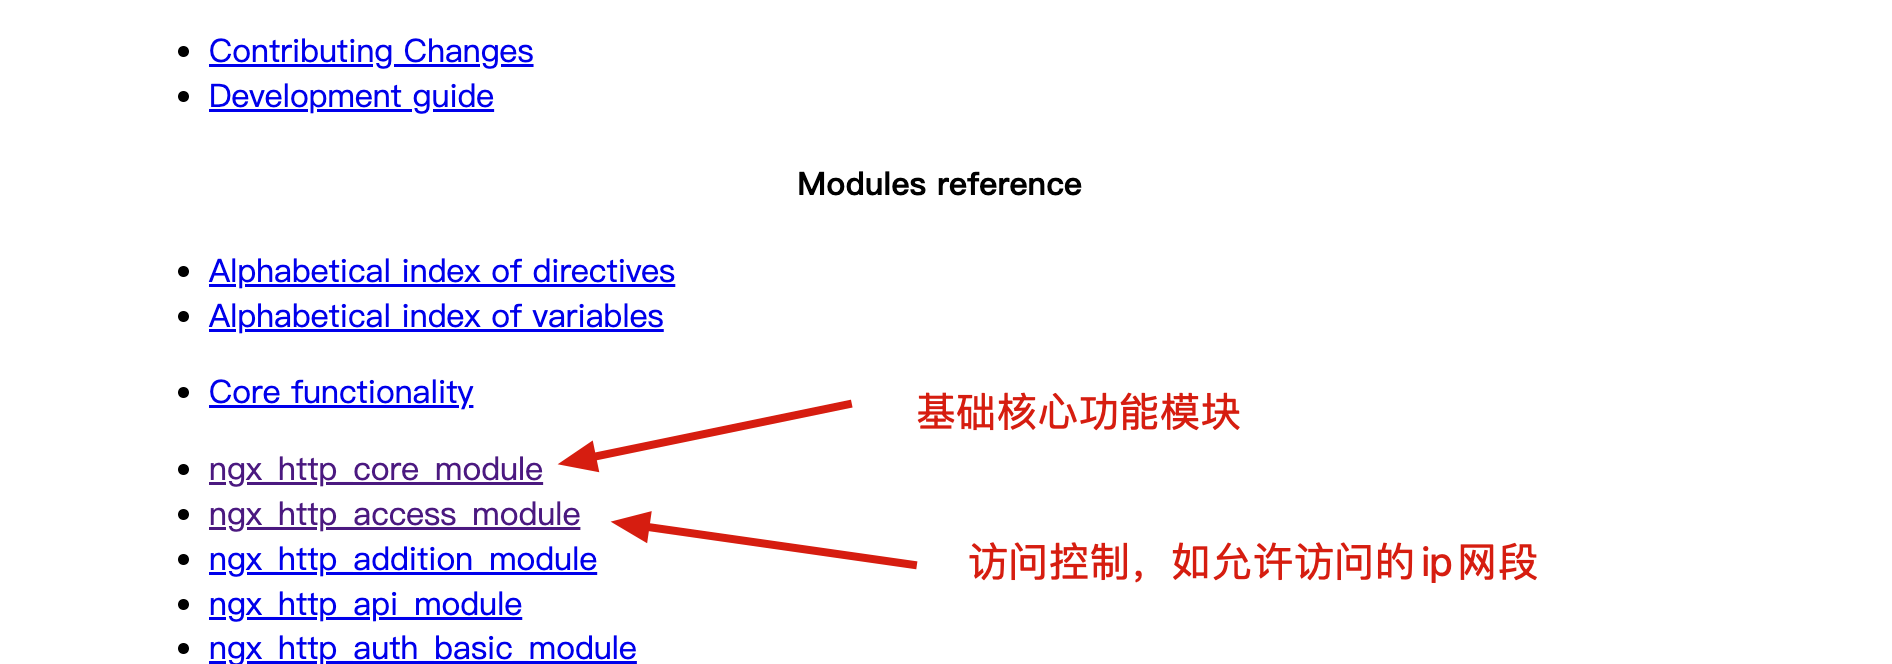 Contributing Changes
Development guide
Modules reference
Alphabetical index of directives
Alphabetical index of variables
Core functionality
基础核心功能模块
ngx_http_core_module
ngx_http_access_module
访问控制，如允许访问的ip网段
ngx_http_addition_module
ngx_http_api_module
ngx_http_auth_basic_module